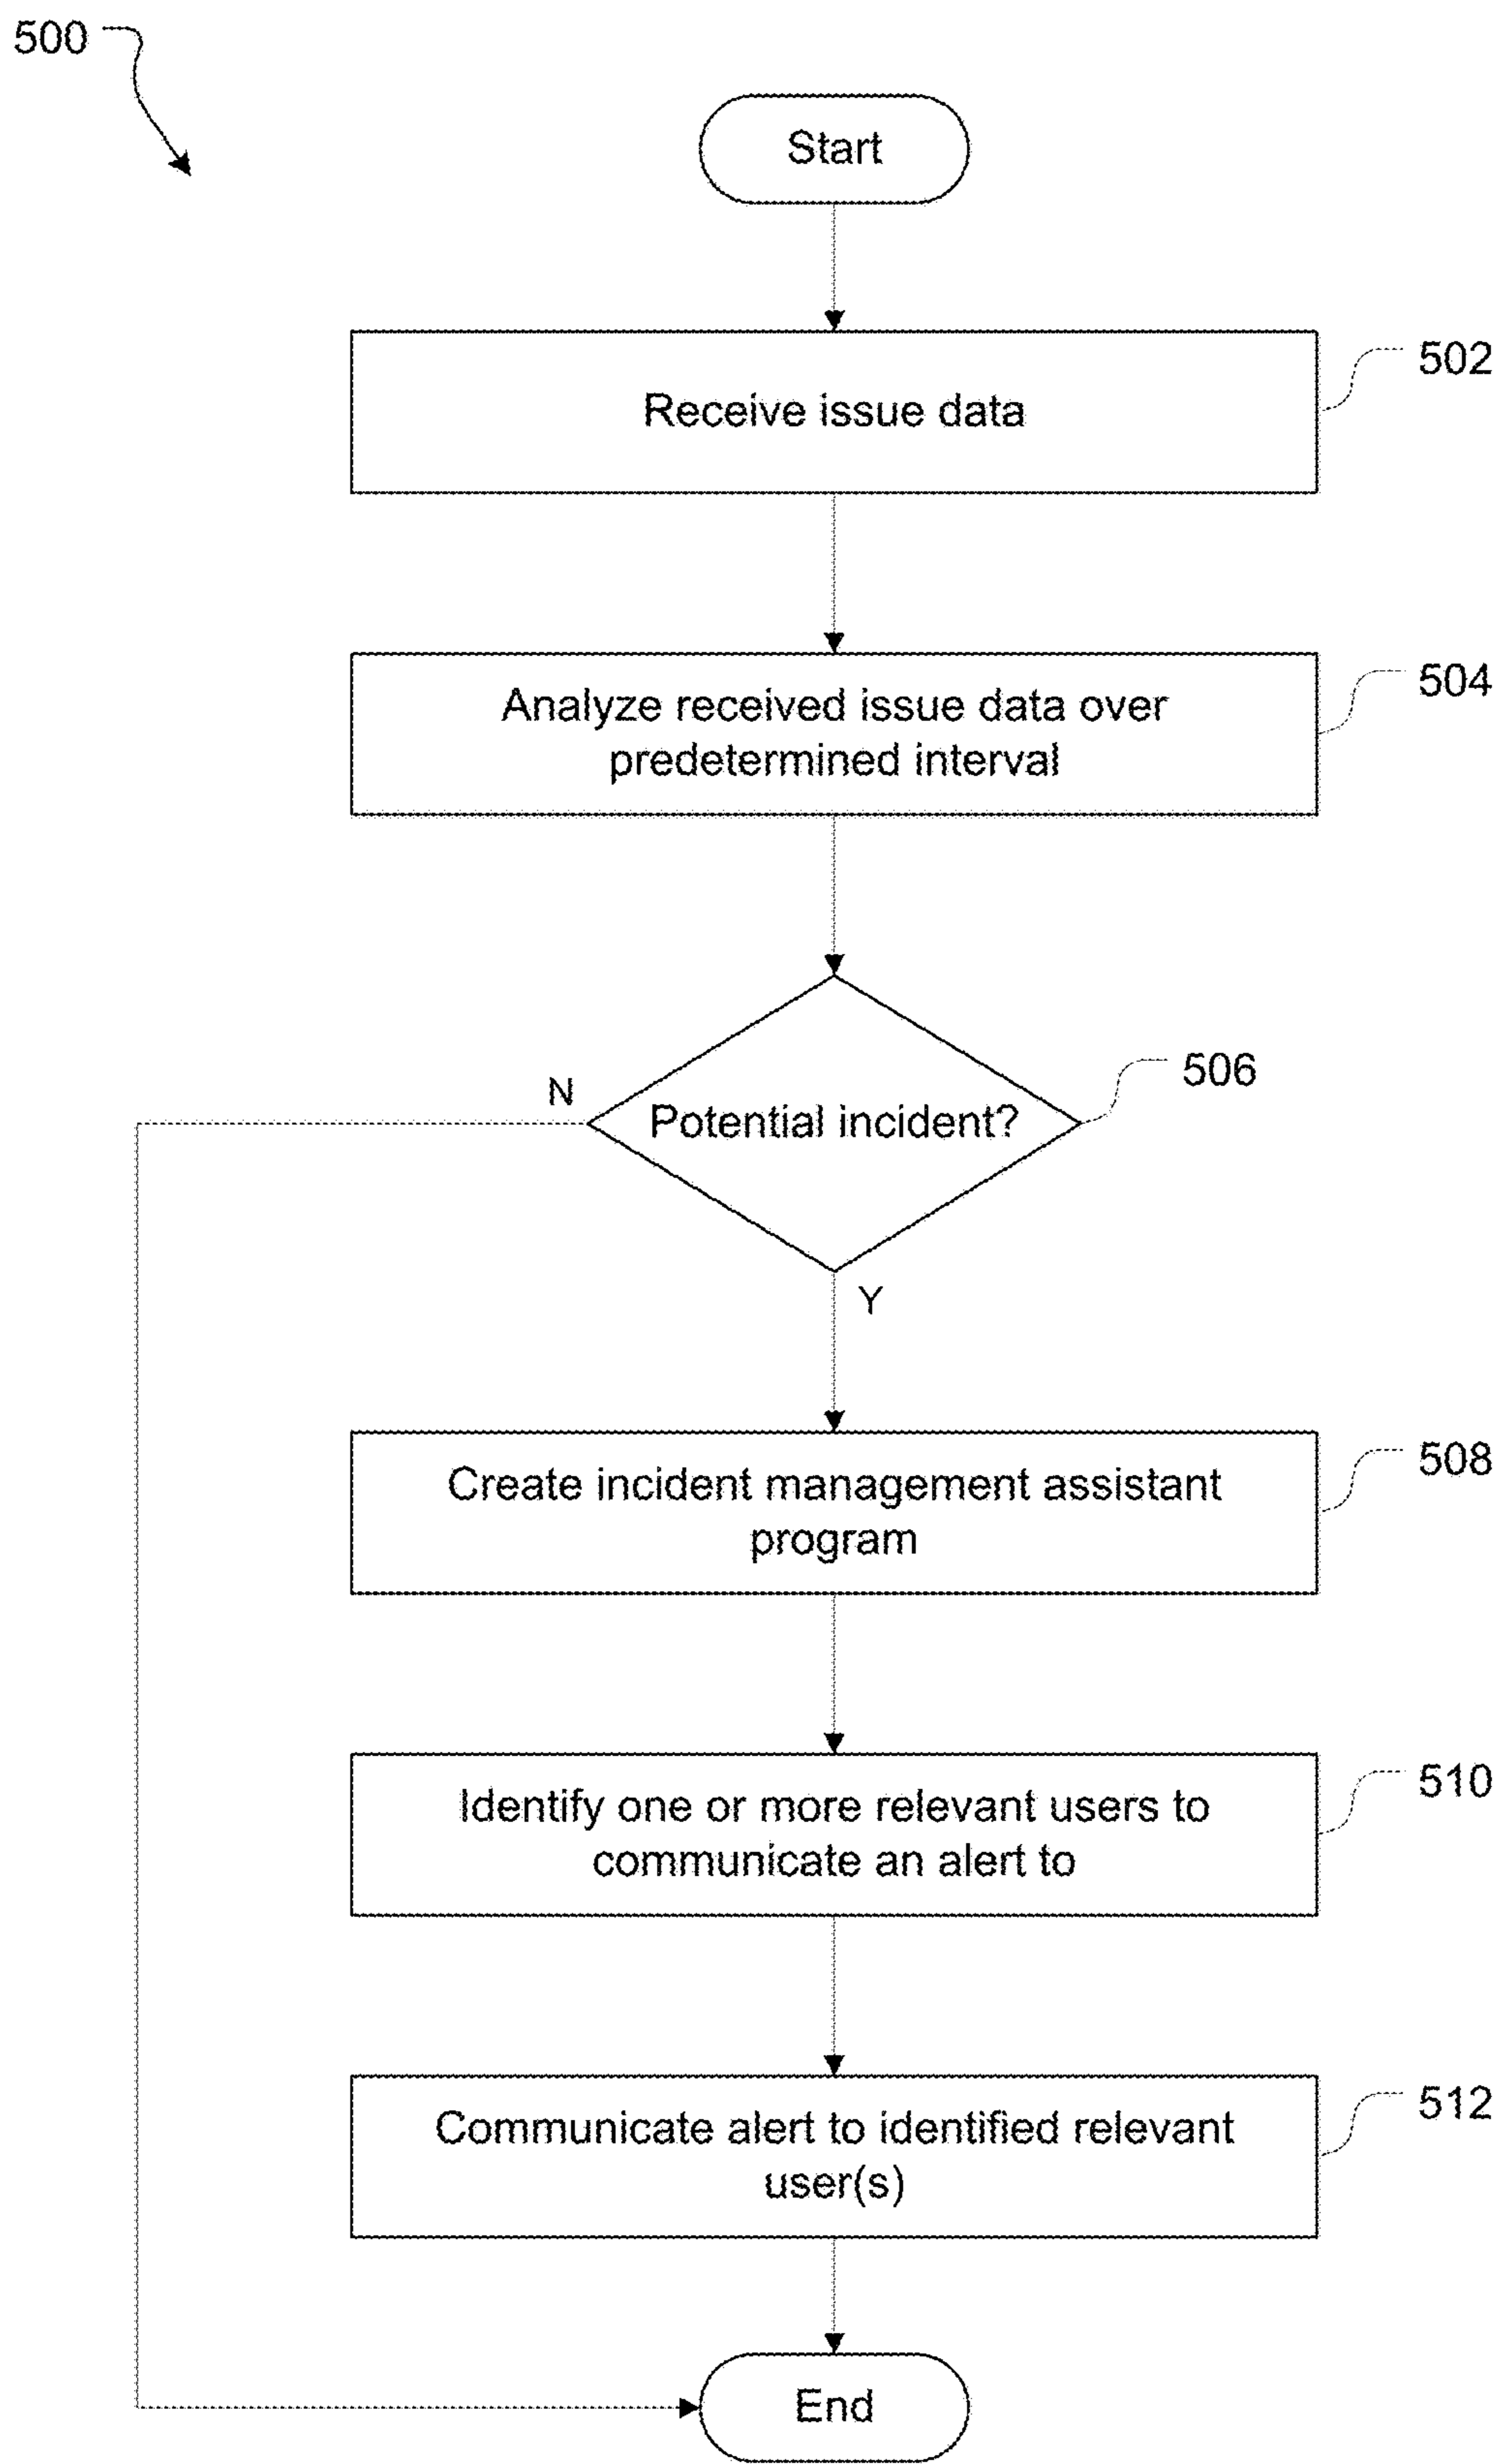 500
Start
Receive issue data
502
Analyze received issue data over
predetermined interval
504
Potential incident?
506
N
Y
Create incident management assistant
program
508
Identify one or more relevant users to
communicate an alert to
510
Communicate alert to identified relevant
user(s)
512
End